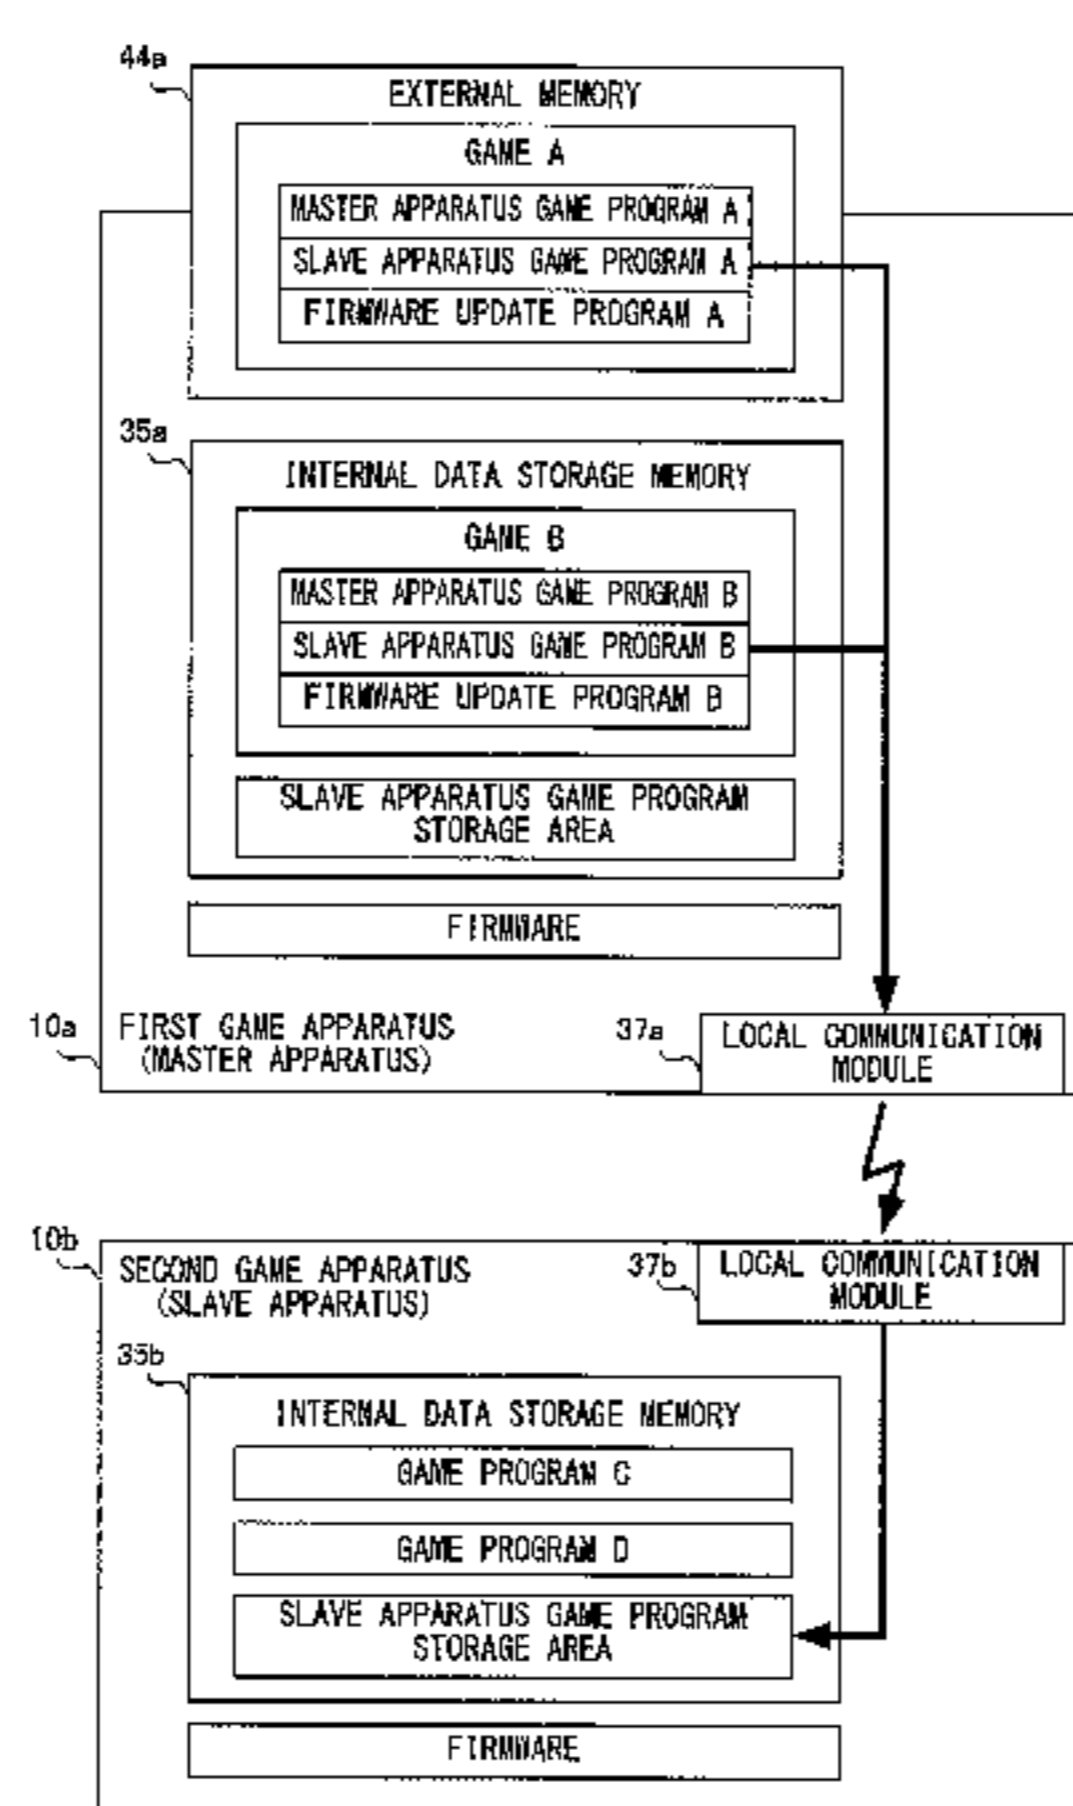 44a
EXTERNAL MEMORY
GAME A
MASTER APPARATUS GAME PROGRAM A
SLAVE APPARATUS GAME PROGRAM A
FIRMWARE UPDATE PROGRAM A
35a
INTERNAL DATA STORAGE MEMORY
GAME B
MASTER APPARATUS GAME PROGRAM B
SLAVE APPARATUS GAME PROGRAM B
FIRMWARE UPDATE PROGRAM B
SLAVE APPARATUS GAME PROGRAM
STORAGE AREA
FIRMWARE
10a
FIRST GAME APPARATUS
(MASTER APPARATUS)
37a
LOCAL COMMUNICATION
MODULE
10b
SECOND GAME APPARATUS
(SLAVE APPARATUS)
37b
LOCAL COMMUNICATION
MODULE
35b
INTERNAL DATA STORAGE MEMORY
GAME PROGRAM C
GAME PROGRAM D
SLAVE APPARATUS GAME PROGRAM
STORAGE AREA
FIRMWARE